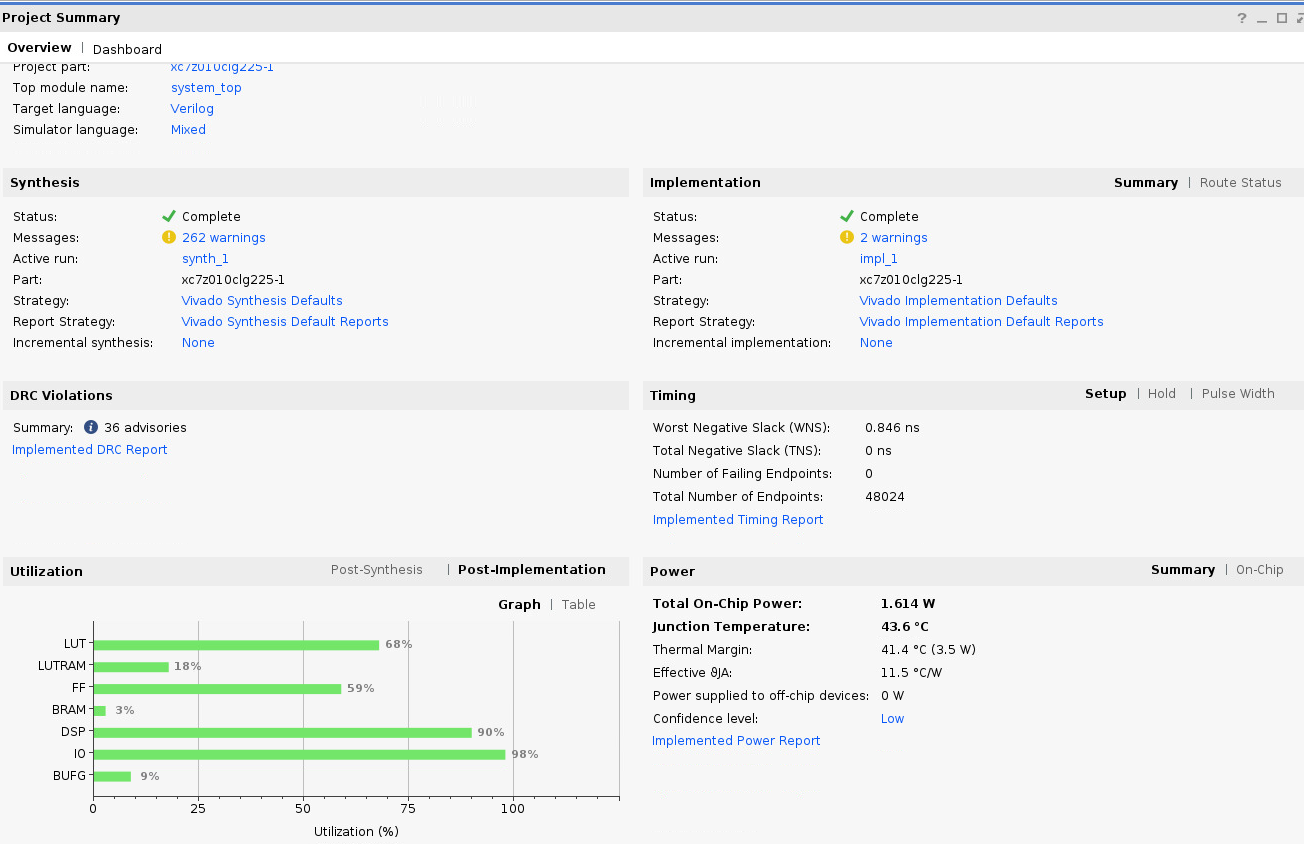 Project Summary
? 
Overview | Dashboard
Project part: xc7z010clg225-1
Top module name: system_top
Target language: Verilog
Simulator language: Mixed
Synthesis
Status: Complete
Messages: 262 warnings
Active run: synth_1
Part: xc7z010clg225-1
Strategy: Vivado Synthesis Defaults
Report Strategy: Vivado Synthesis Default Reports
Incremental synthesis: None
Implementation Summary | Route Status
Status: Complete
Messages: 2 warnings
Active run: impl_1
Part: xc7z010clg225-1
Strategy: Vivado Implementation Defaults
Report Strategy: Vivado Implementation Default Reports
Incremental implementation: None
DRC Violations
Summary: 36 advisories
Implemented DRC Report
Timing Setup | Hold | Pulse Width
Worst Negative Slack (WNS): 0.846 ns
Total Negative Slack (TNS): 0 ns
Number of Failing Endpoints: 0
Total Number of Endpoints: 48024
Implemented Timing Report
Utilization Post-Synthesis | Post-Implementation
Graph | Table
LUT 68%
LUTRAM 18%
FF 59%
BRAM 3%
DSP 90%
IO 98%
BUFG 9%
0 25 50 75 100
Utilization (%)
Power Summary | On-Chip
Total On-Chip Power: 1.614 W
Junction Temperature: 43.6 °C
Thermal Margin: 41.4 °C (3.5 W)
Effective ϑJA: 11.5 °C/W
Power supplied to off-chip devices: 0 W
Confidence level: Low
Implemented Power Report